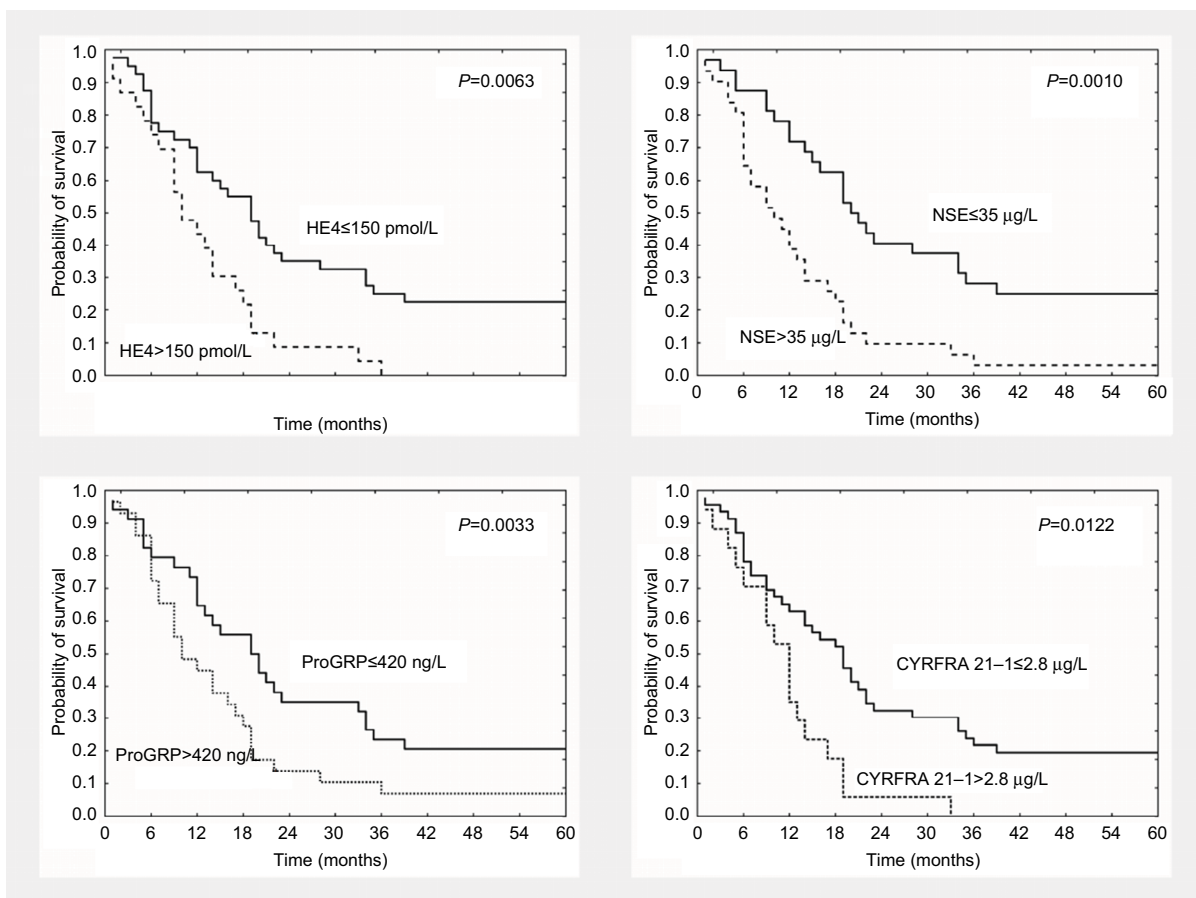 1.0
0.9
0.8
0.7
0.6
0.5
0.4
0.3
0.2
0.1
0.0
Probability of survival
P=0.0063
HE4≤150 pmol/L
HE4>150 pmol/L
Time (months)
1.0
0.9
0.8
0.7
0.6
0.5
0.4
0.3
0.2
0.1
0.0
Probability of survival
P=0.0010
NSE≤35 μg/L
NSE>35 μg/L
0 6 12 18 24 30 36 42 48 54 60
Time (months)
1.0
0.9
0.8
0.7
0.6
0.5
0.4
0.3
0.2
0.1
0.0
Probability of survival
P=0.0033
ProGRP≤420 ng/L
ProGRP>420 ng/L
0 6 12 18 24 30 36 42 48 54 60
Time (months)
1.0
0.9
0.8
0.7
0.6
0.5
0.4
0.3
0.2
0.1
0.0
Probability of survival
P=0.0122
CYRFRA 21–1≤2.8 μg/L
CYRFRA 21–1>2.8 μg/L
0 6 12 18 24 30 36 42 48 54 60
Time (months)